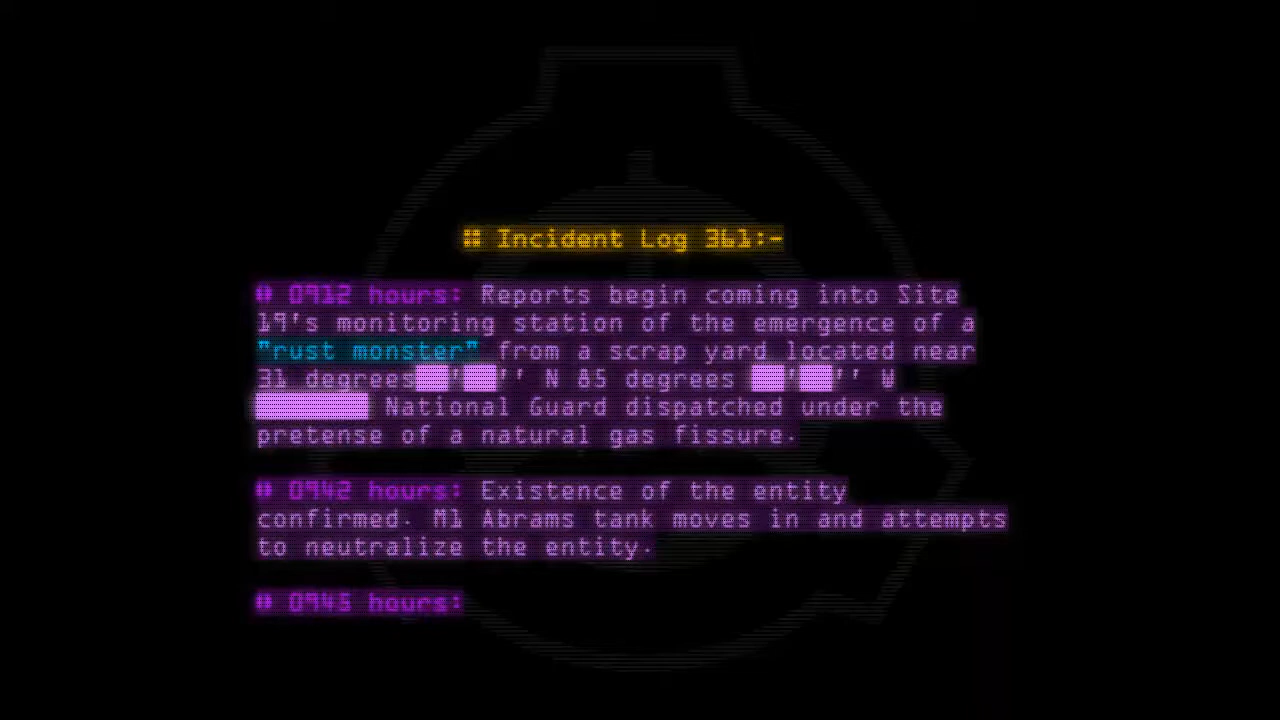 # Incident Log 361:-
# 0912 hours: Reports begin coming into Site
19's monitoring station of the emergence of a
"rust monster" from a scrap yard located near
31 degrees██'██'' N 85 degrees ██'██'' W
███████ National Guard dispatched under the
pretense of a natural gas fissure.
# 0942 hours: Existence of the entity
confirmed. M1 Abrams tank moves in and attempts
to neutralize the entity.
# 0945 hours: